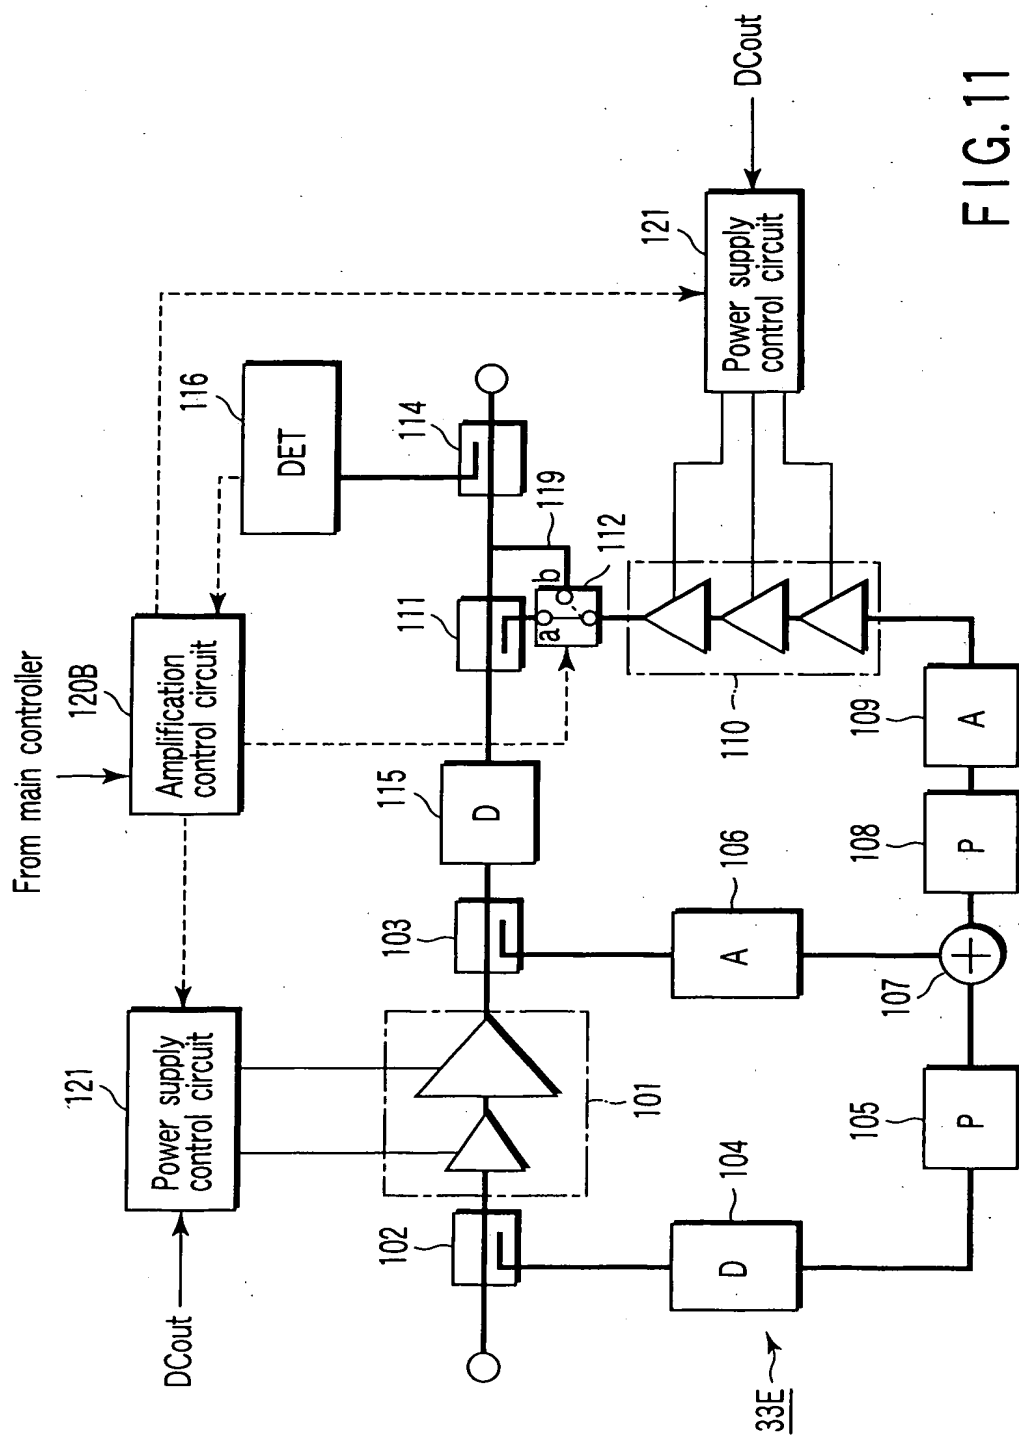 From main controller
120B
Amplification
control circuit
DCout
121
Power supply
control circuit
116
DET
114
119
112
a
b
111
115
D
103
101
102
104
D
105
P
106
A
107
108
P
109
A
110
121
Power supply
control circuit
DCout
33E
FIG. 11